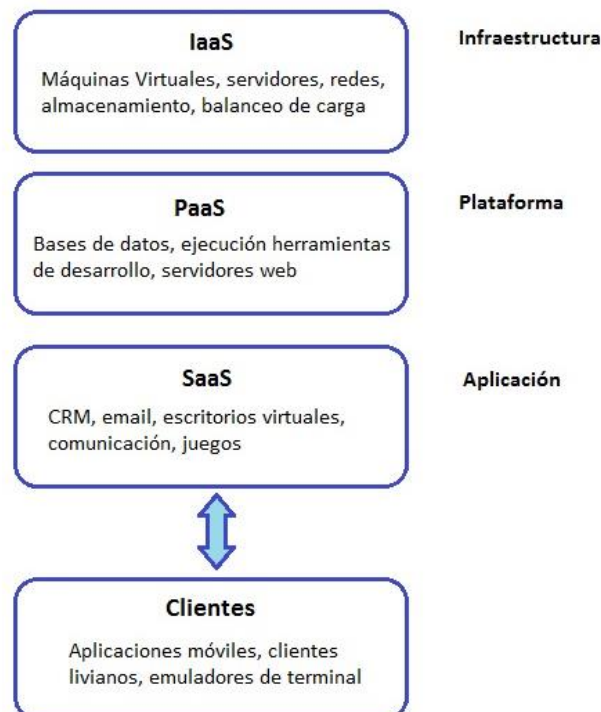 IaaS
Infraestructura
Máquinas Virtuales, servidores, redes,
almacenamiento, balanceo de carga
PaaS
Plataforma
Bases de datos, ejecución herramientas
de desarrollo, servidores web
SaaS
Aplicación
CRM, email, escritorios virtuales,
comunicación, juegos
Clientes
Aplicaciones móviles, clientes
livianos, emuladores de terminal